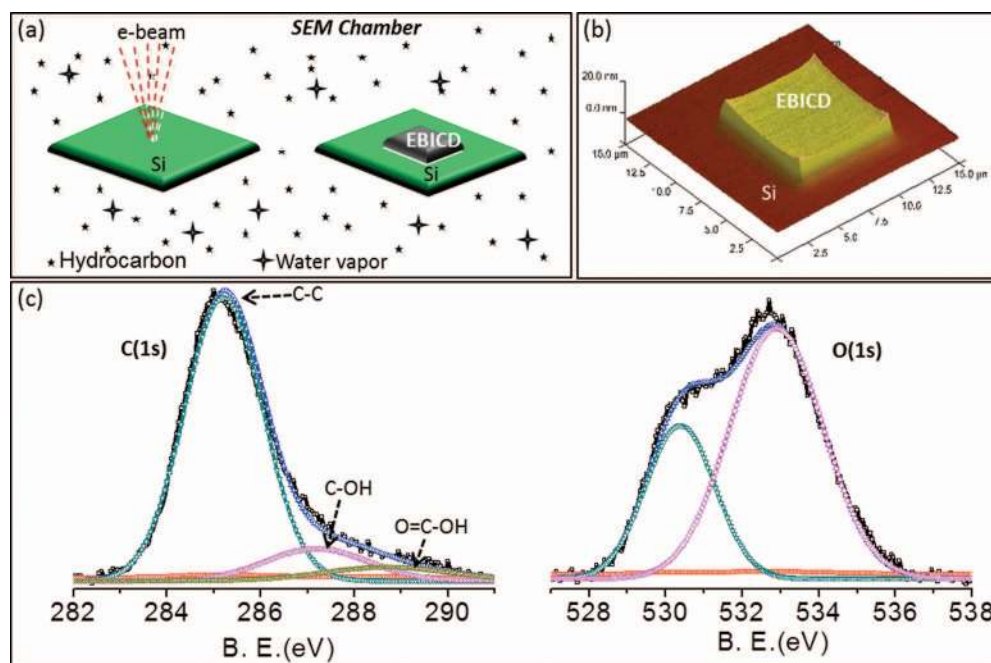 (a)
e-beam
SEM Chamber
EBICD
Si
Si
Hydrocarbon
Water vapor
(b)
20.0 nm
0.0 nm
EBICD
Si
15.0 µm
12.5
10.0
7.5
5.0
2.5
2.5
5.0
7.5
10.0
12.5
15.0 µm
(c)
C(1s)
C-C
C-OH
O=C-OH
282
284
286
288
290
B. E.(eV)
O(1s)
528
530
532
534
536
538
B. E.(eV)